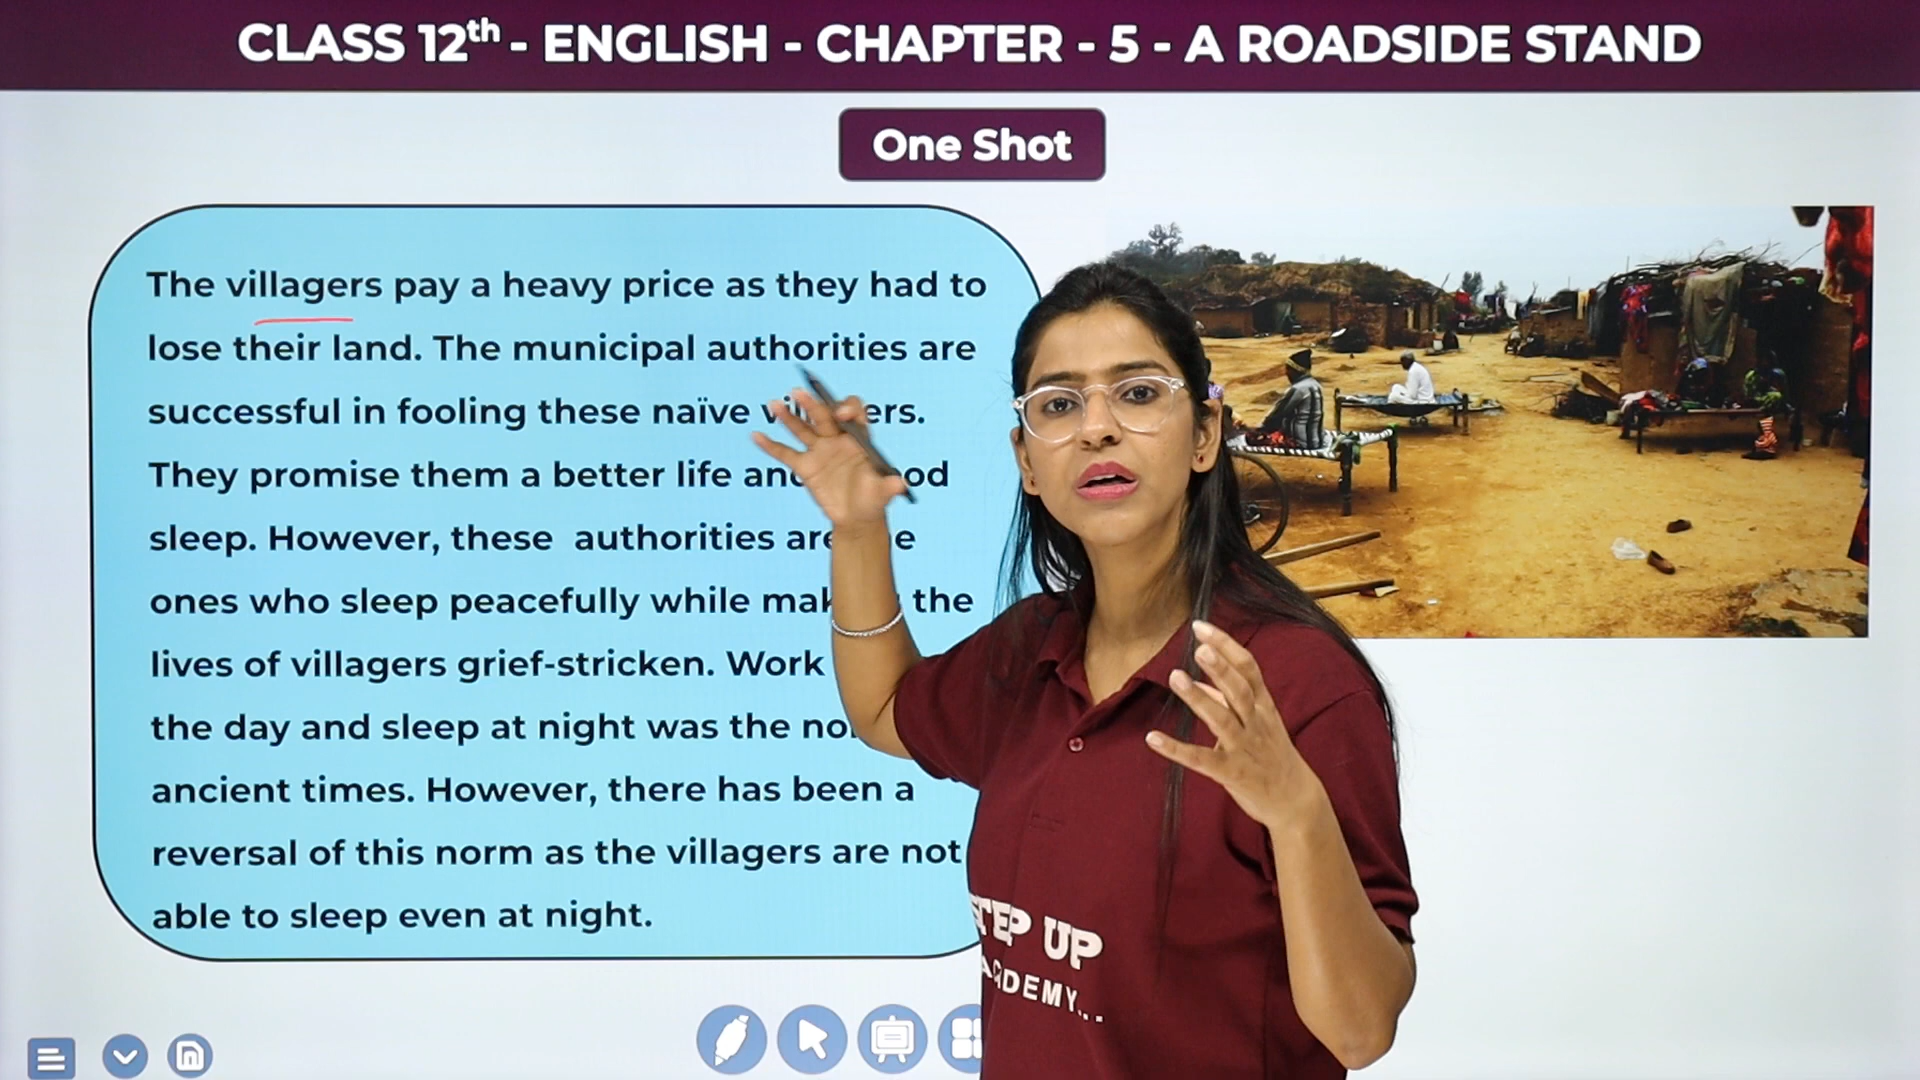 CLASS 12th - ENGLISH - CHAPTER - 5 - A ROADSIDE STAND
One Shot
The villagers pay a heavy price as they had to
lose their land. The municipal authorities are
successful in fooling these naïve
They promise them a better life
sleep. However, these authorities are
ones who sleep peacefully while the
lives of villagers grief-stricken. Work
the day and sleep at night was the
ancient times. However, there has been a
reversal of this norm as the villagers are not
able to sleep even at night.
STEP UP
ACADEMY...